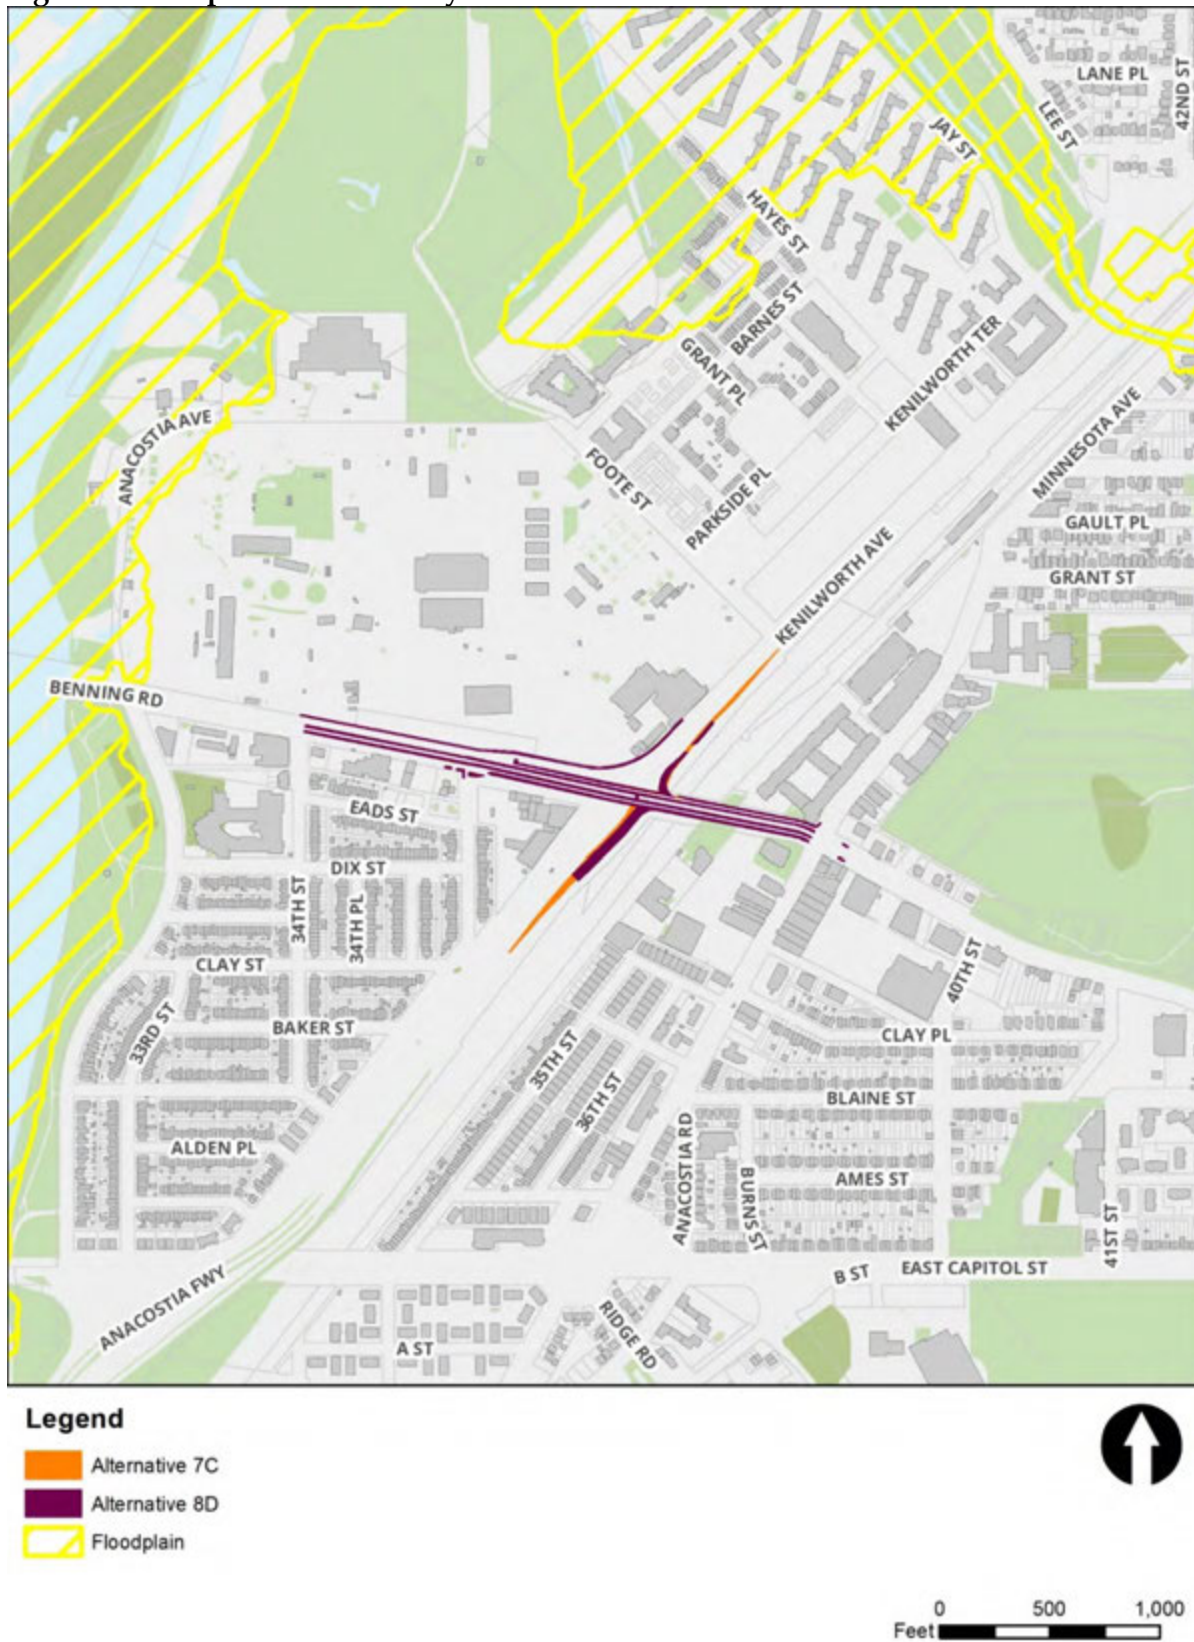 LANE PL
42ND ST
LEE ST
JAY ST
HAYES ST
BARNES ST
GRANT PL
KENILWORTH TER
MINNESOTA AVE
ANACOSTIA AVE
FOOTE ST
PARKSIDE PL
GAULT PL
GRANT ST
KENILWORTH AVE
BENNING RD
EADS ST
DIX ST
34TH ST
34TH PL
CLAY ST
40TH ST
33RD ST
BAKER ST
CLAY PL
35TH ST
36TH ST
BLAINE ST
ALDEN PL
ANACOSTIA RD
BURNS ST
AMES ST
41ST ST
ANACOSTIA FWY
B ST
EAST CAPITOL ST
RIDGE RD
A ST
Legend
Alternative 7C
Alternative 8D
Floodplain
0 500 1,000
Feet